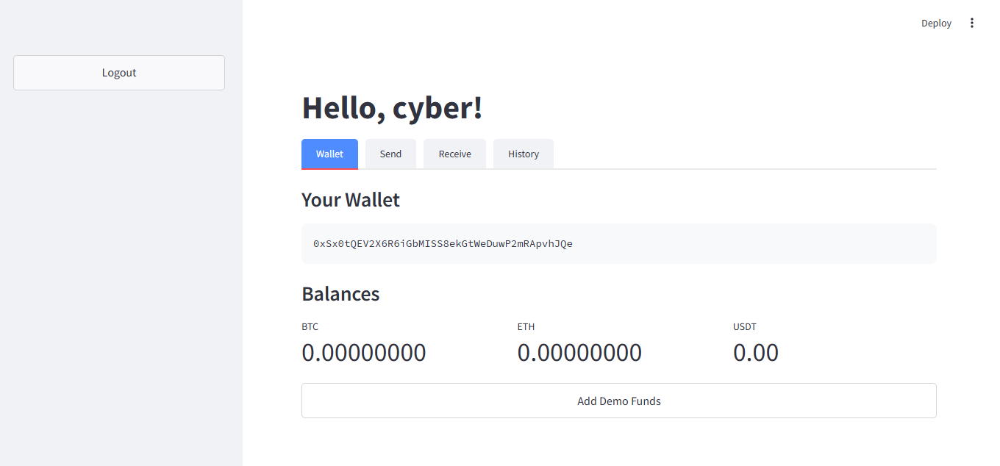 Deploy
Logout
Hello, cyber!
Wallet Send Receive History
Your Wallet
0xSx0tQEV2X6R6iGbMISS8ekGtWeDuwP2mRApvhJQe
Balances
BTC ETH USDT
0.00000000 0.00000000 0.00
Add Demo Funds